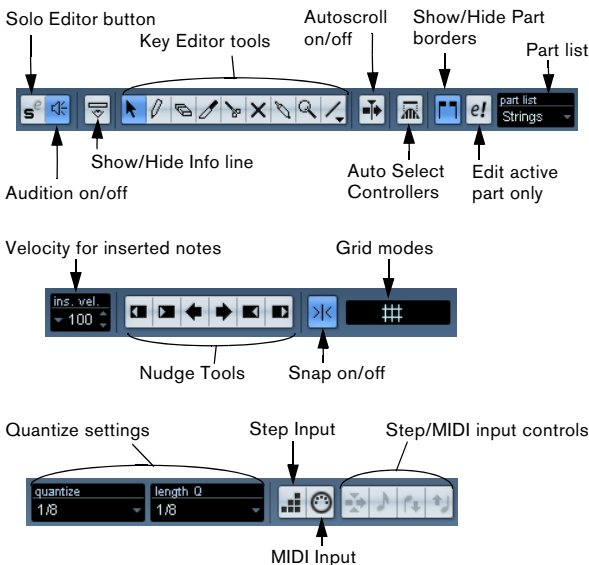 Solo Editor button
Key Editor tools
Autoscroll
on/off
Show/Hide Part
borders
Part list
s e
e!
part list
Strings
Show/Hide Info line
Audition on/off
Auto Select
Controllers
Edit active
part only
Velocity for inserted notes
Grid modes
ins. vel.
100
Nudge Tools
Snap on/off
Quantize settings
Step Input
Step/MIDI input controls
quantize
1/8
length Q
1/8
MIDI Input